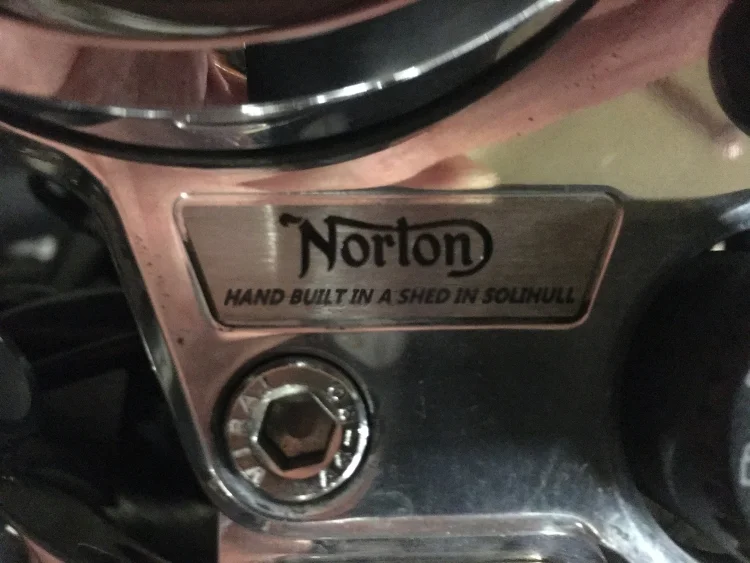 Norton
HAND BUILT IN A SHED IN SOLIHULL